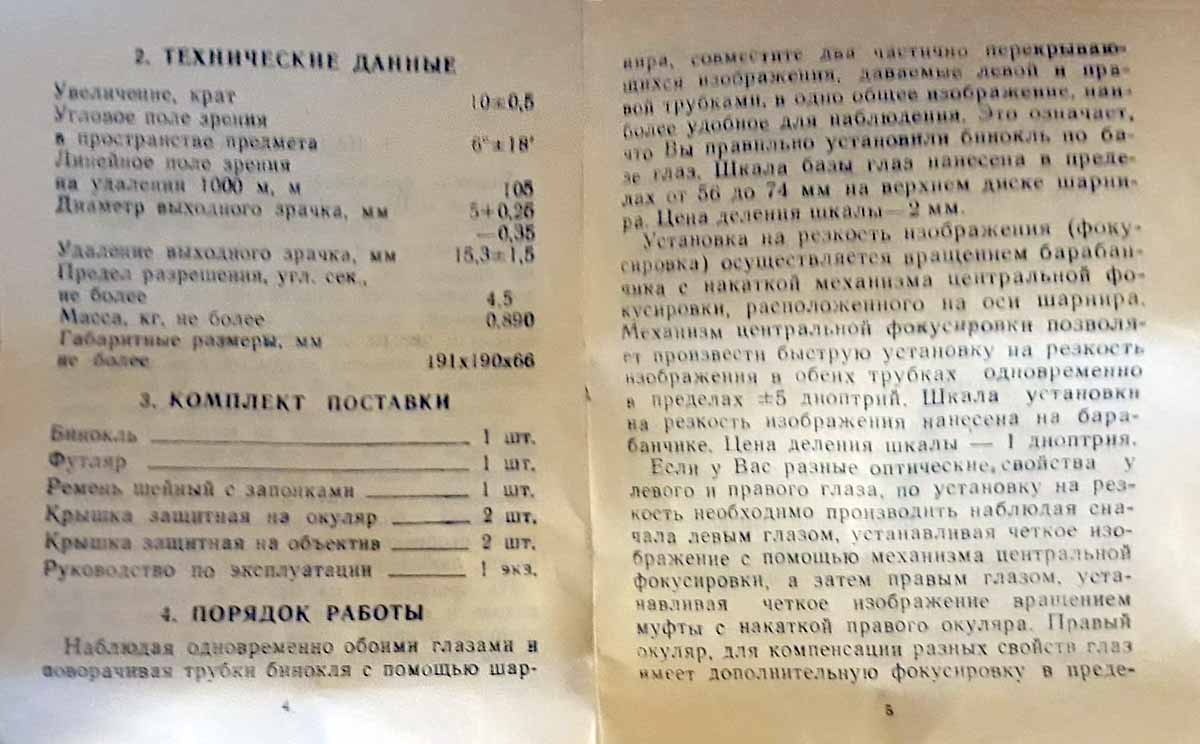 2. ТЕХНИЧЕСКИЕ ДАННЫЕ
Увеличение, крат 10±0,5
Угловое поле зрения
в пространстве предмета 6°±18'
Линейное поле зрения
на удалении 1000 м, м 105
Диаметр выходного зрачка, мм 5+0,25
—0,35
Удаление выходного зрачка, мм 15,3±1,5
Предел разрешения, угл. сек.,
не более 4,5
Масса, кг, не более 0,890
Габаритные размеры, мм
не более 191х190х66
3. КОМПЛЕКТ ПОСТАВКИ
Бинокль 1 шт.
Футляр 1 шт.
Ремень шейный с запонками 1 шт.
Крышка защитная на окуляр 2 шт.
Крышка защитная на объектив 2 шт.
Руководство по эксплуатации 1 экз.
4. ПОРЯДОК РАБОТЫ
Наблюдая одновременно обоими глазами и
поворачивая трубки бинокля с помощью шар-
4
нира, совместите два частично перекрываю-
щихся изображения, даваемые левой и пра-
вой трубками, в одно общее изображение, наи-
более удобное для наблюдения. Это означает,
что Вы правильно установили бинокль по ба-
зе глаз. Шкала базы глаз нанесена в преде-
лах от 56 до 74 мм на верхнем диске шарни-
ра. Цена деления шкалы—2 мм.
Установка на резкость изображения (фоку-
сировка) осуществляется вращением барабан-
чика с накаткой механизма центральной фо-
кусировки, расположенного на оси шарнира.
Механизм центральной фокусировки позволя-
ет произвести быструю установку на резкость
изображения в обеих трубках одновременно
в пределах ±5 диоптрий. Шкала установки
на резкость изображения нанесена на бара-
банчике. Цена деления шкалы — 1 диоптрия.
Если у Вас разные оптические свойства у
левого и правого глаза, по установку на рез-
кость необходимо производить наблюдая сна-
чала левым глазом, устанавливая четкое изо-
бражение с помощью механизма центральной
фокусировки, а затем правым глазом, уста-
навливая четкое изображение вращением
муфты с накаткой правого окуляра. Правый
окуляр, для компенсации разных свойств глаз
имеет дополнительную фокусировку в преде-
5